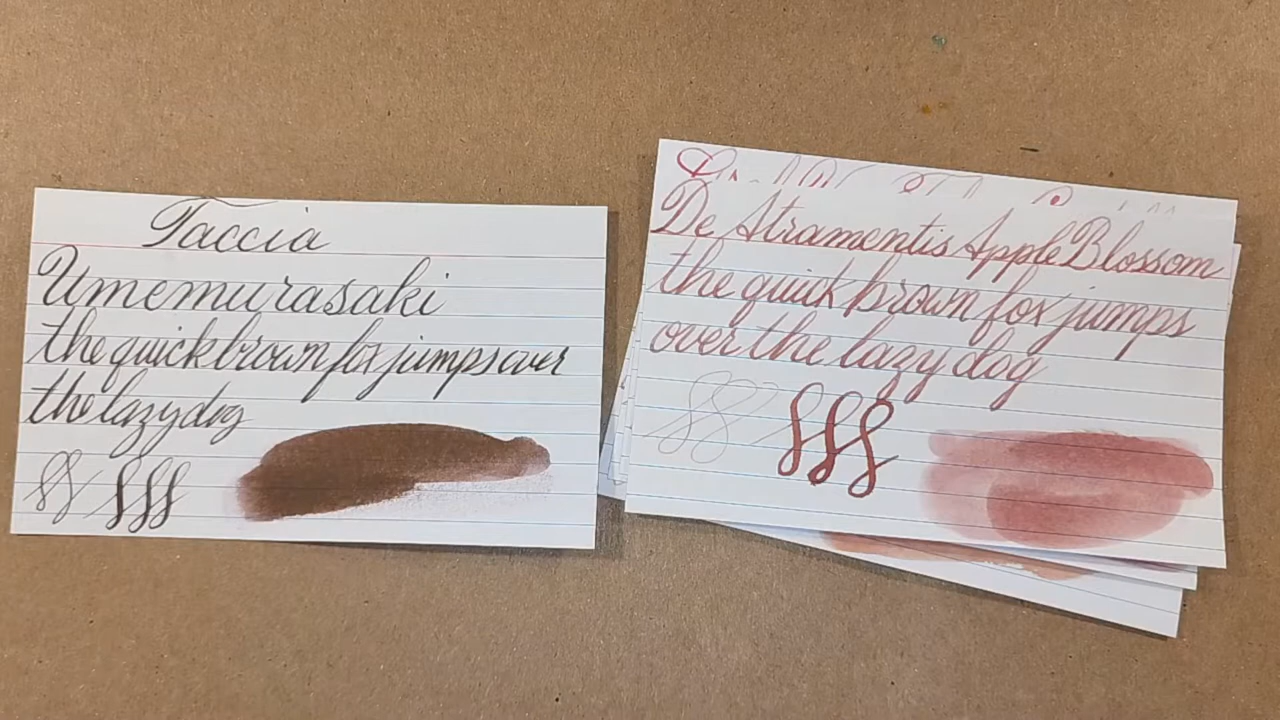 Taccia
Umemurasaki
the quick brown fox jumps over
the lazy dog
De Atramentis Apple Blossom
the quick brown fox jumps
over the lazy dog